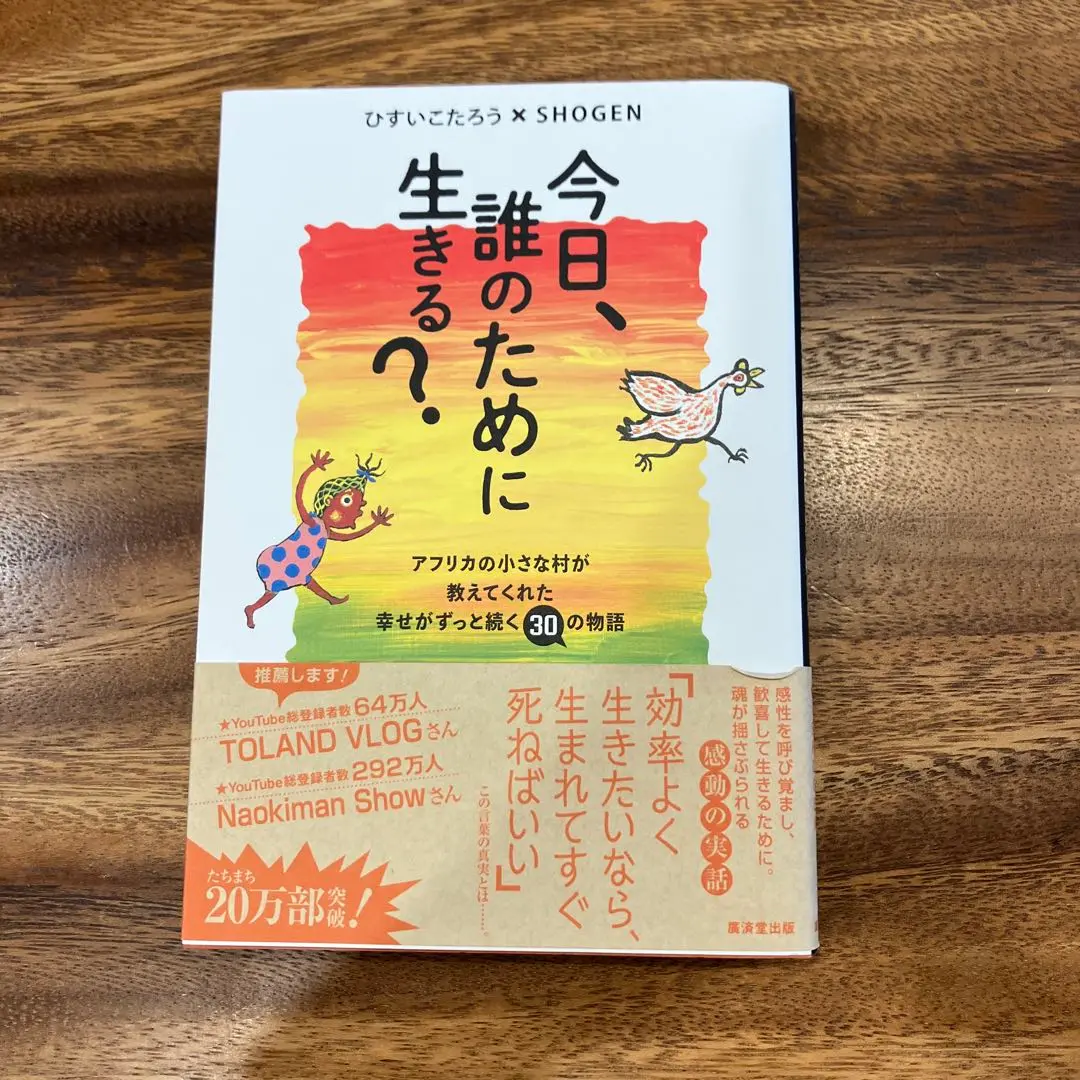 ひすいこたろう×SHOGEN
今日、
誰のために
生きる?
アフリカの小さな村が
教えてくれた
幸せがずっと続く30の物語
推薦します!
★YouTube総登録者数64万人
TOLAND VLOGさん
★YouTube総登録者数292万人
Naokiman Showさん
たちまち
20万部突破!
感性を呼び覚まし、
歓喜して生きるために。
魂が揺さぶられる
感動の実話
「効率よく
生きたいなら、
生まれてすぐ
死ねばいい」
この言葉の真実とは……。
廣済堂出版